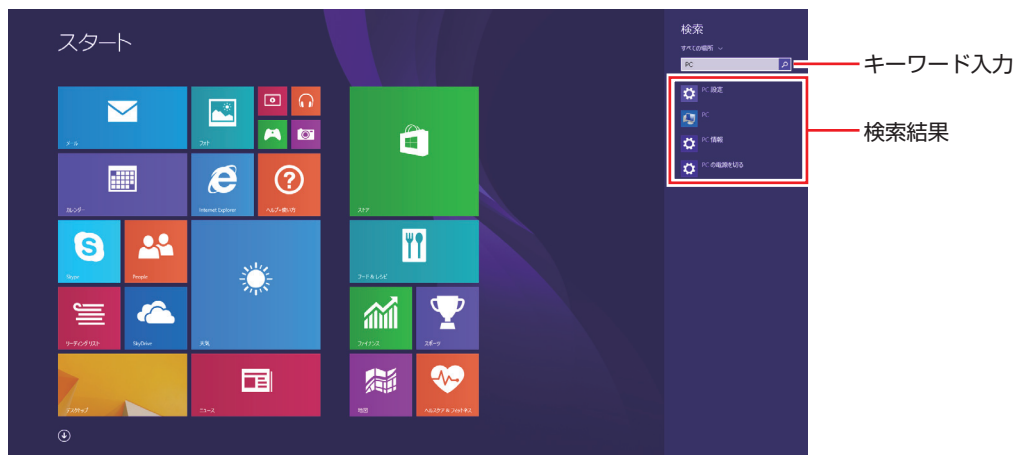 スタート
検索
すべての場所
PC
キーワード入力
PC 設定
PC
PC 情報
PC の電源を切る
検索結果
メール
フォト
カレンダー
Internet Explorer
ヘルプ+使い方
ストア
Skype
People
フード & レシピ
リーディングリスト
SkyDrive
天気
ファイナンス
スポーツ
デスクトップ
ニュース
地図
ヘルスケア & フィットネス